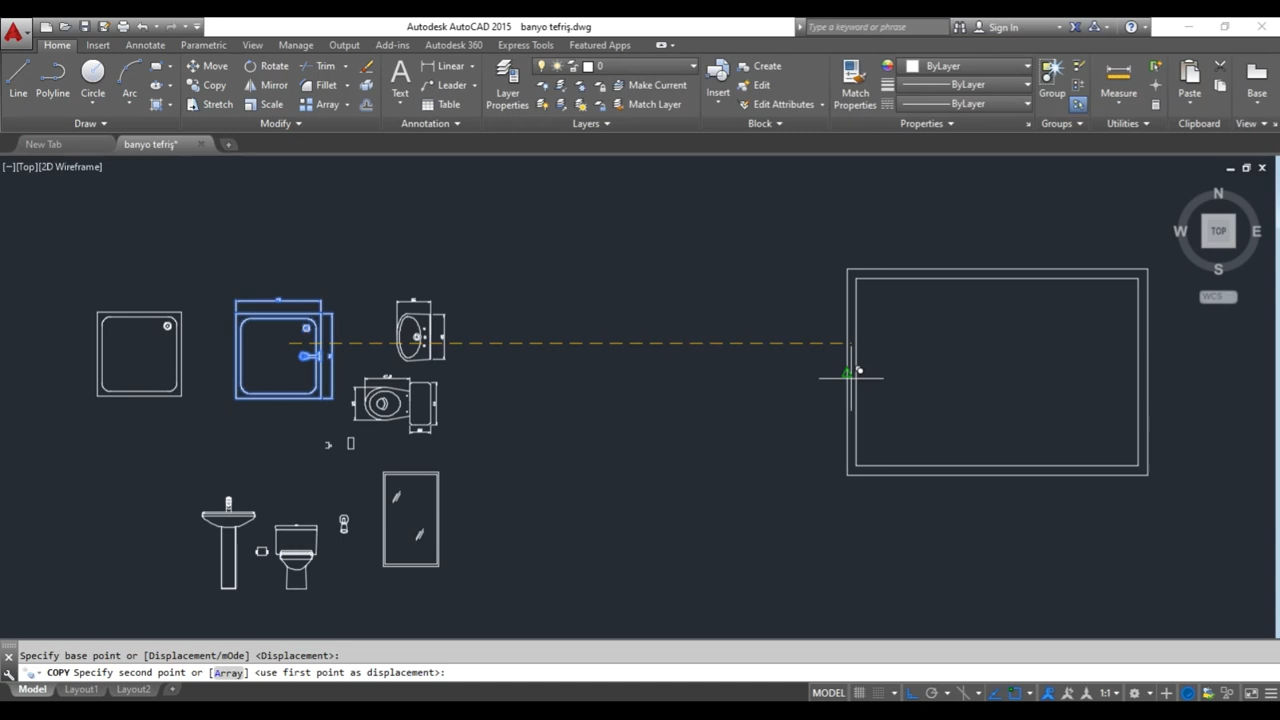 Autodesk AutoCAD 2015 banyo tefriş.dwg
Type a keyword or phrase
Sign In
Home Insert Annotate Parametric View Manage Output Add-ins Autodesk 360 Express Tools Featured Apps
Line Polyline Circle Arc
Move Rotate Trim
Copy Mirror Fillet
Stretch Scale Array
Text
Linear
Leader
Table
Layer
Properties
0
Make Current
Match Layer
Insert
Create
Edit
Edit Attributes
Match
Properties
ByLayer
ByLayer
ByLayer
Group
Measure
Paste
Base
Draw Modify Annotation Layers Block Properties Groups Utilities Clipboard View
New Tab banyo tefriş*
[−][Top][2D Wireframe]
N
W TOP E
S
WCS
Specify base point or [Displacement/mOde] <Displacement>:
COPY Specify second point or [Array] <use first point as displacement>:
Model Layout1 Layout2 +
MODEL 1:1